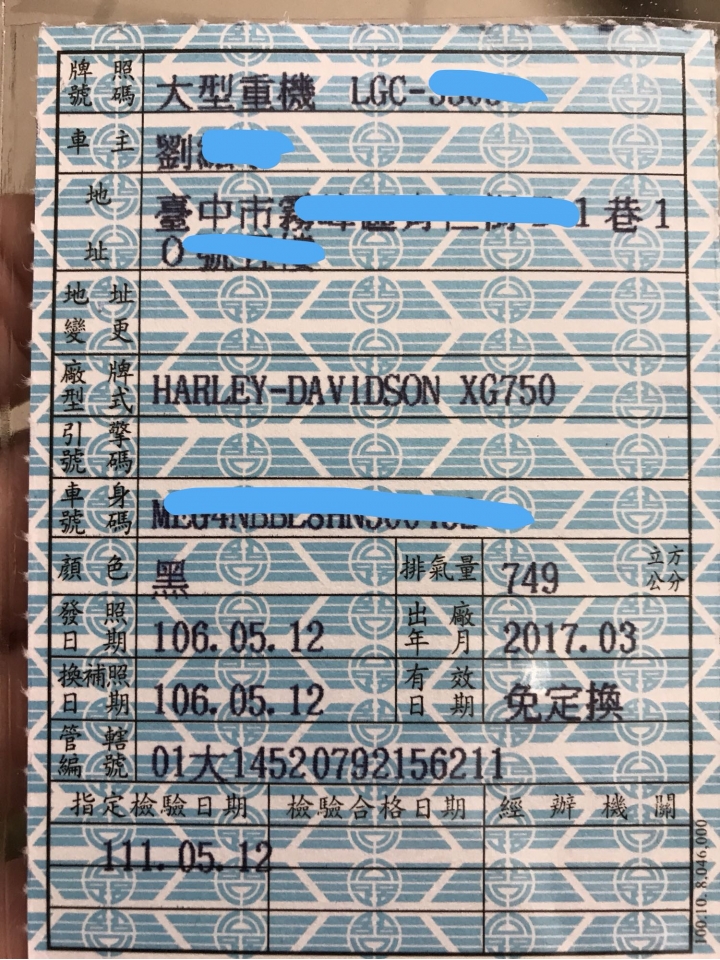 牌照號碼 大型重機 LGC-
車主 劉
地址 臺中市 1巷1
0
地址變更
廠牌型式 HARLEY-DAVIDSON XG750
引擎號碼
車身號碼
顏色 黑 排氣量 749 立方公分
發照日期 106.05.12 出廠年月 2017.03
換補照日期 106.05.12 有效日期 免定換
管轄編號 01大14520792156211
指定檢驗日期 檢驗合格日期 經辦機關
111.05.12
100.10. 8,046,000